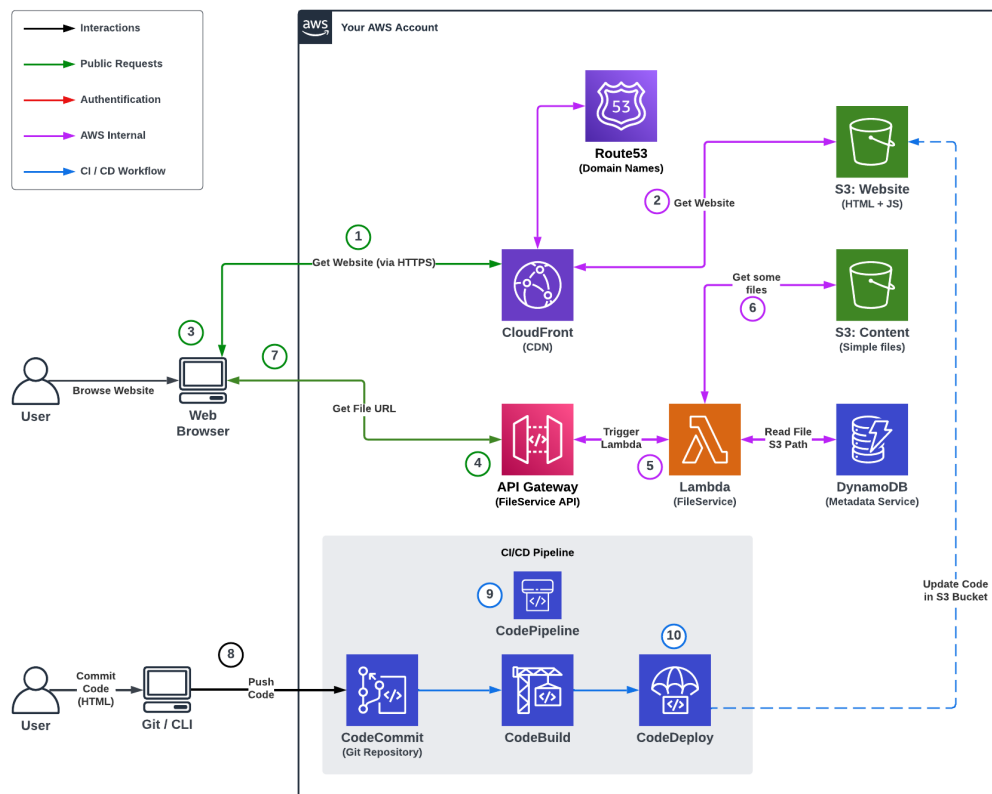 Interactions
Public Requests
Authentification
AWS Internal
CI / CD Workflow
aws
Your AWS Account
53
Route53
(Domain Names)
S3: Website
(HTML + JS)
2
Get Website
1
Get Website (via HTTPS)
CloudFront
(CDN)
Get some
files
6
S3: Content
(Simple files)
3
7
User
Browse Website
Web
Browser
Get File URL
4
API Gateway
(FileService API)
Trigger
Lambda
5
Lambda
(FileService)
Read File
S3 Path
DynamoDB
(Metadata Service)
CI/CD Pipeline
9
</>
CodePipeline
Update Code
in S3 Bucket
User
Commit
Code
(HTML)
Git / CLI
8
Push
Code
</>
CodeCommit
(Git Repository)
</>
CodeBuild
10
</>
CodeDeploy